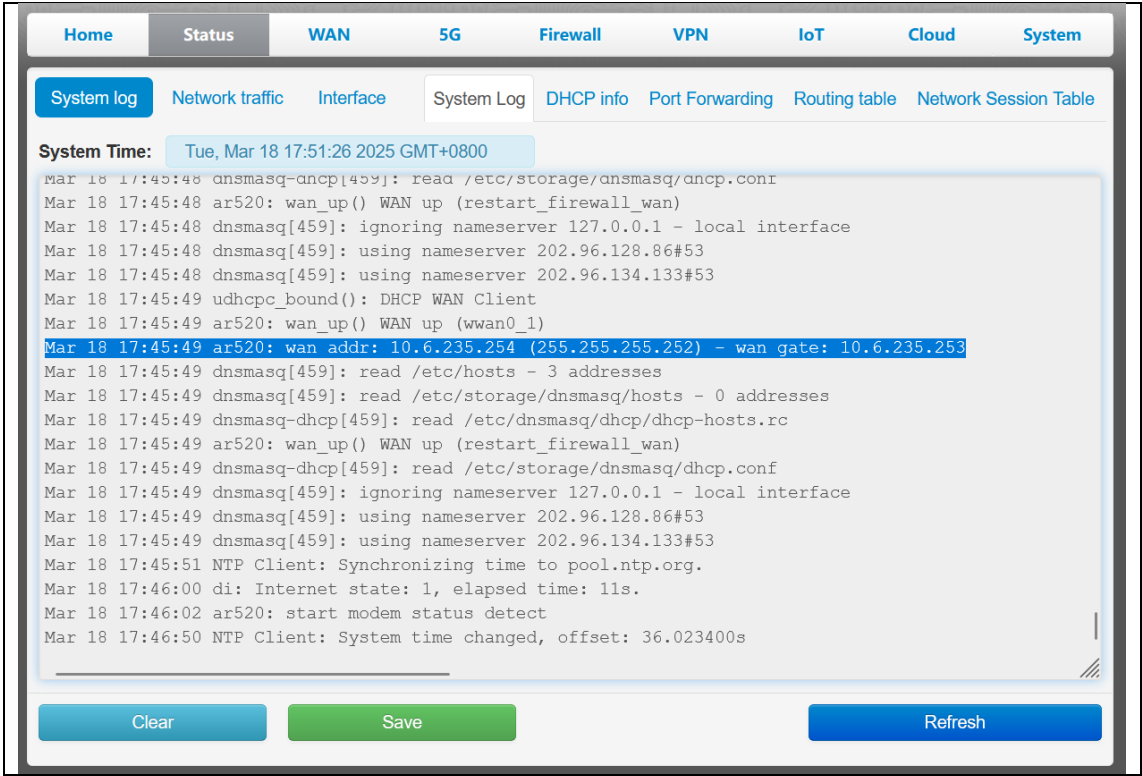 Home Status WAN 5G Firewall VPN IoT Cloud System
System log Network traffic Interface System Log DHCP info Port Forwarding Routing table Network Session Table
System Time: Tue, Mar 18 17:51:26 2025 GMT+0800
Mar 18 17:45:48 dnsmasq-dhcp[459]: read /etc/storage/dnsmasq/dhcp.conf
Mar 18 17:45:48 ar520: wan_up() WAN up (restart_firewall_wan)
Mar 18 17:45:48 dnsmasq[459]: ignoring nameserver 127.0.0.1 - local interface
Mar 18 17:45:48 dnsmasq[459]: using nameserver 202.96.128.86#53
Mar 18 17:45:48 dnsmasq[459]: using nameserver 202.96.134.133#53
Mar 18 17:45:49 udhcpc_bound(): DHCP WAN Client
Mar 18 17:45:49 ar520: wan_up() WAN up (wwan0_1)
Mar 18 17:45:49 ar520: wan addr: 10.6.235.254 (255.255.255.252) - wan gate: 10.6.235.253
Mar 18 17:45:49 dnsmasq[459]: read /etc/hosts - 3 addresses
Mar 18 17:45:49 dnsmasq[459]: read /etc/storage/dnsmasq/hosts - 0 addresses
Mar 18 17:45:49 dnsmasq-dhcp[459]: read /etc/dnsmasq/dhcp/dhcp-hosts.rc
Mar 18 17:45:49 ar520: wan_up() WAN up (restart_firewall_wan)
Mar 18 17:45:49 dnsmasq-dhcp[459]: read /etc/storage/dnsmasq/dhcp.conf
Mar 18 17:45:49 dnsmasq[459]: ignoring nameserver 127.0.0.1 - local interface
Mar 18 17:45:49 dnsmasq[459]: using nameserver 202.96.128.86#53
Mar 18 17:45:49 dnsmasq[459]: using nameserver 202.96.134.133#53
Mar 18 17:45:51 NTP Client: Synchronizing time to pool.ntp.org.
Mar 18 17:46:00 di: Internet state: 1, elapsed time: 11s.
Mar 18 17:46:02 ar520: start modem status detect
Mar 18 17:46:50 NTP Client: System time changed, offset: 36.023400s
Clear Save Refresh